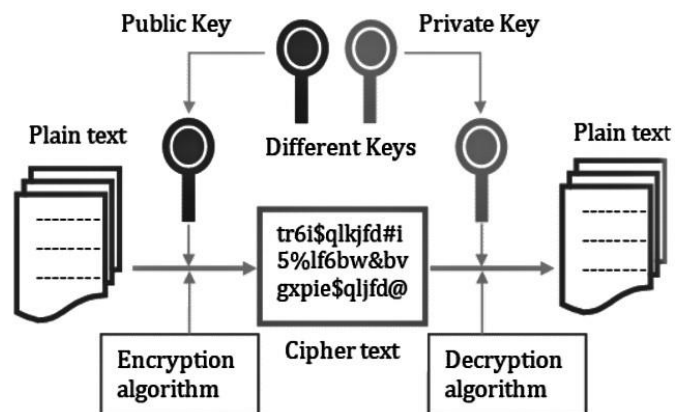 Public Key
Private Key
Plain text
Different Keys
Plain text
tr6i$qlkjfd#i
5%lf6bw&bv
gxpie$qljfd@
Encryption
algorithm
Cipher text
Decryption
algorithm